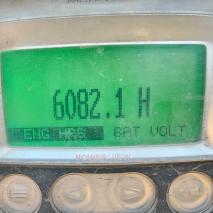 6082.1 H
ENG HRS BAT VOLT